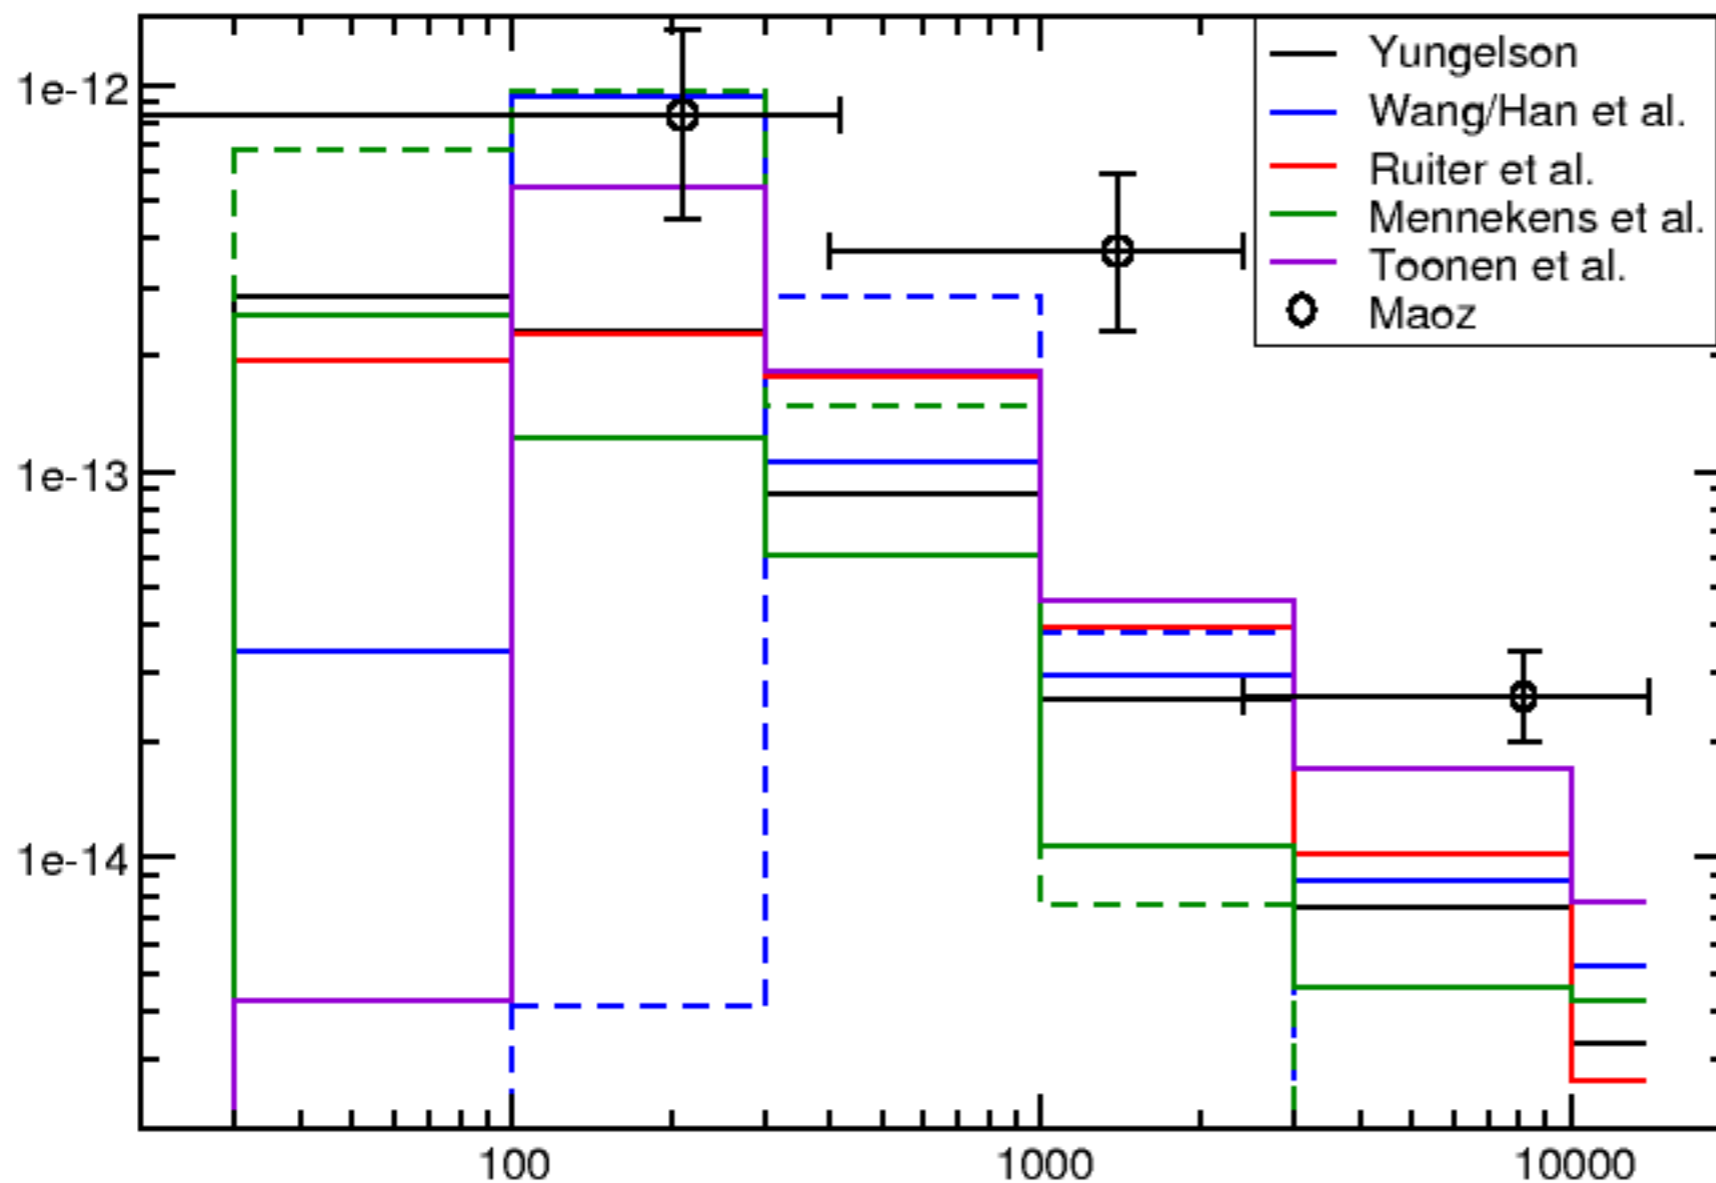 1e-12
1e-13
1e-14
100
1000
10000
Yungelson
Wang/Han et al.
Ruiter et al.
Mennekens et al.
Toonen et al.
Maoz